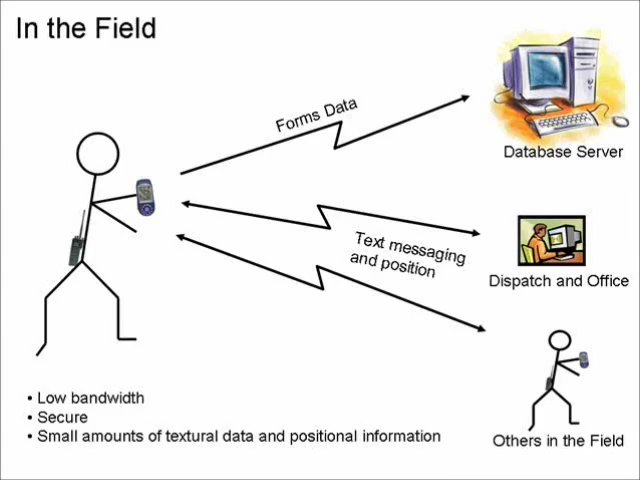 In the Field
Forms Data
Database Server
Text messaging
and position
Dispatch and Office
• Low bandwidth
• Secure
• Small amounts of textural data and positional information
Others in the Field